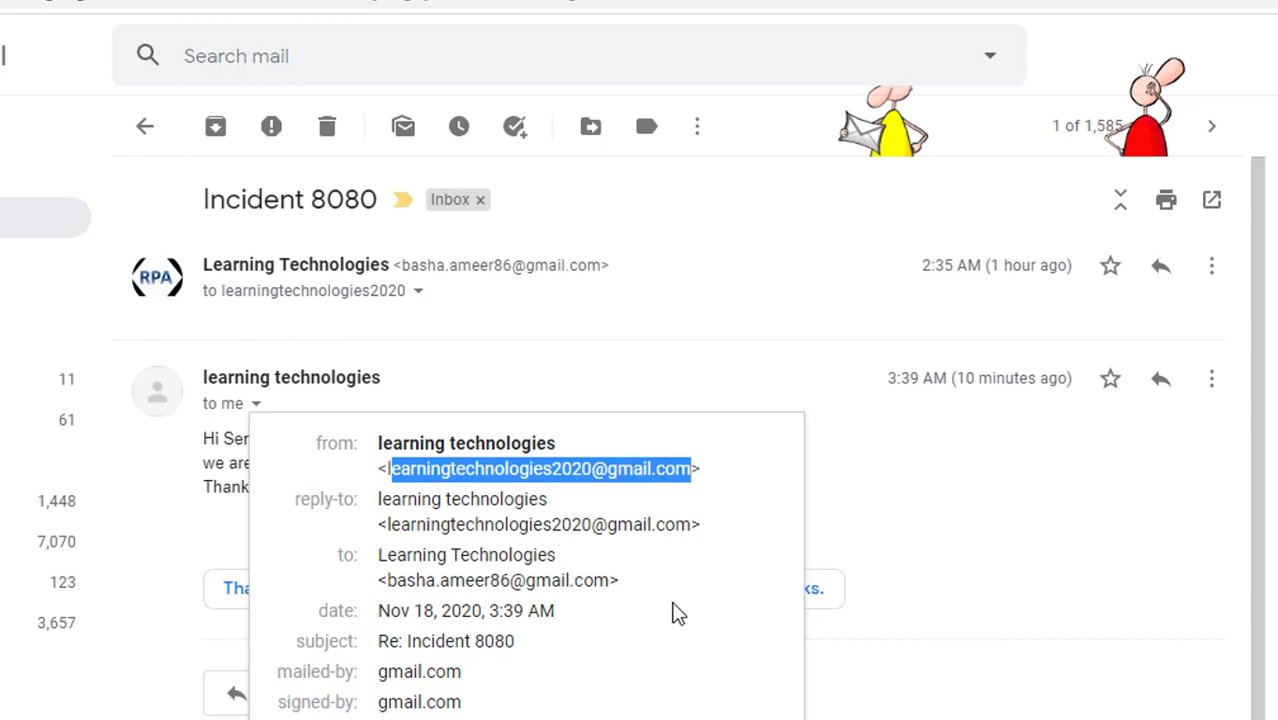 Search mail
1 of 1,585
Incident 8080
Inbox ×
RPA
Learning Technologies <basha.ameer86@gmail.com>
2:35 AM (1 hour ago)
to learningtechnologies2020
learning technologies
3:39 AM (10 minutes ago)
to me
11
61
1,448
7,070
123
3,657
Hi Ser
we are
Thank
Tha
ks.
from: learning technologies
<learningtechnologies2020@gmail.com>
reply-to: learning technologies
<learningtechnologies2020@gmail.com>
to: Learning Technologies
<basha.ameer86@gmail.com>
date: Nov 18, 2020, 3:39 AM
subject: Re: Incident 8080
mailed-by: gmail.com
signed-by: gmail.com